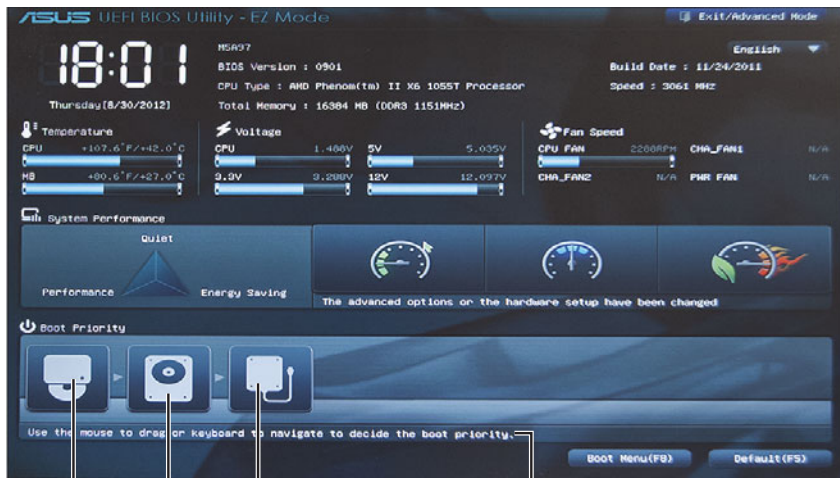 ASUS UEFI BIOS Utility - EZ Mode
Exit/Advanced Mode
18:01
Thursday[8/30/2012]
M5A97
English
BIOS Version : 0901
Build Date : 11/24/2011
CPU Type : AMD Phenom(tm) II X6 1055T Processor
Speed : 3061 MHz
Total Memory : 16384 MB (DDR3 1151MHz)
Temperature
CPU +107.6°F/+42.0°C
MB +80.6°F/+27.0°C
Voltage
CPU 1.488V 5V 5.035V
3.3V 3.288V 12V 12.097V
Fan Speed
CPU FAN 2280RPM CHA_FAN1 N/A
CHA_FAN2 N/A PWR FAN N/A
System Performance
Quiet
Performance
Energy Saving
The advanced options or the hardware setup have been changed
Boot Priority
Use the mouse to drag or keyboard to navigate to decide the boot priority.
Boot Menu(F8)
Default(F5)